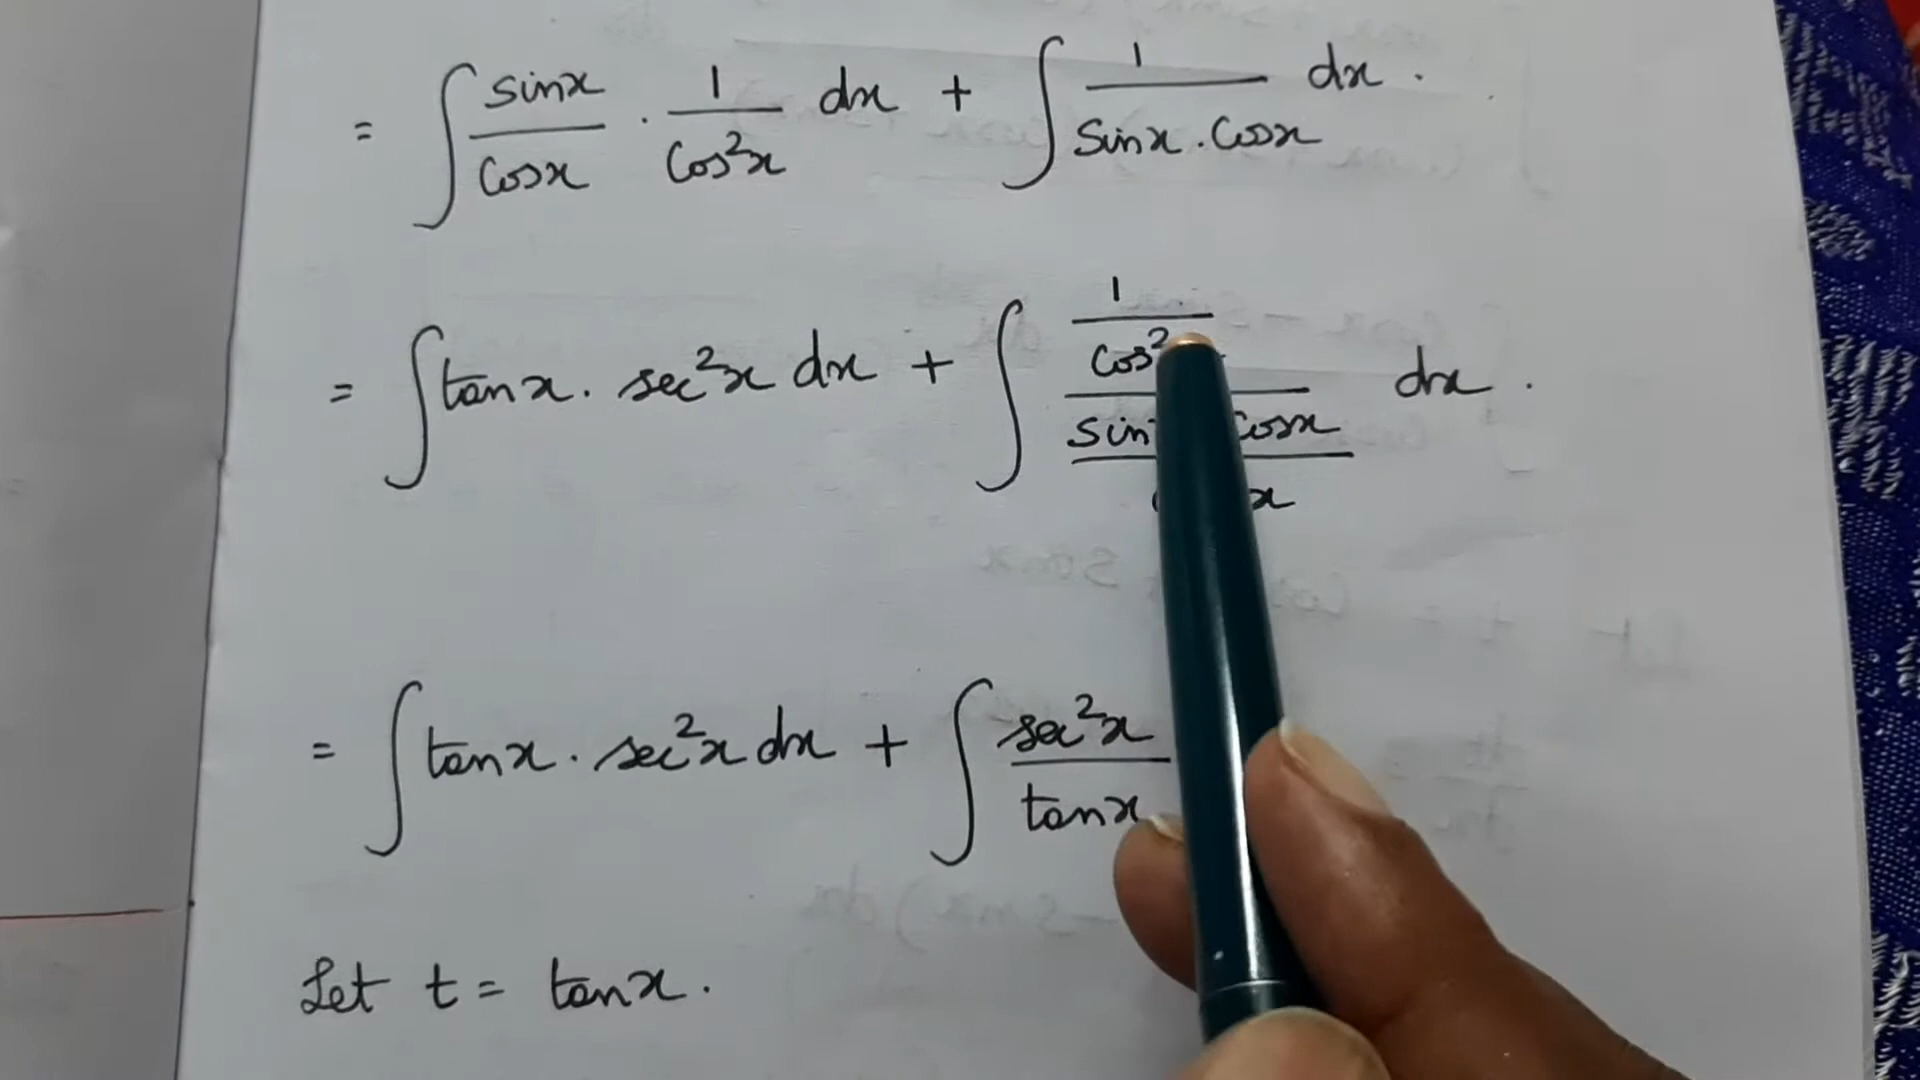 = ∫ sinx/cosx . 1/cos²x dx + ∫ 1/sinx.cosx dx.
= ∫ tanx. sec²x dx + ∫ 1/cos² / sin cosx / x dx.
= ∫ tanx. sec²x dx + ∫ sec²x/tanx
Let t = tanx.